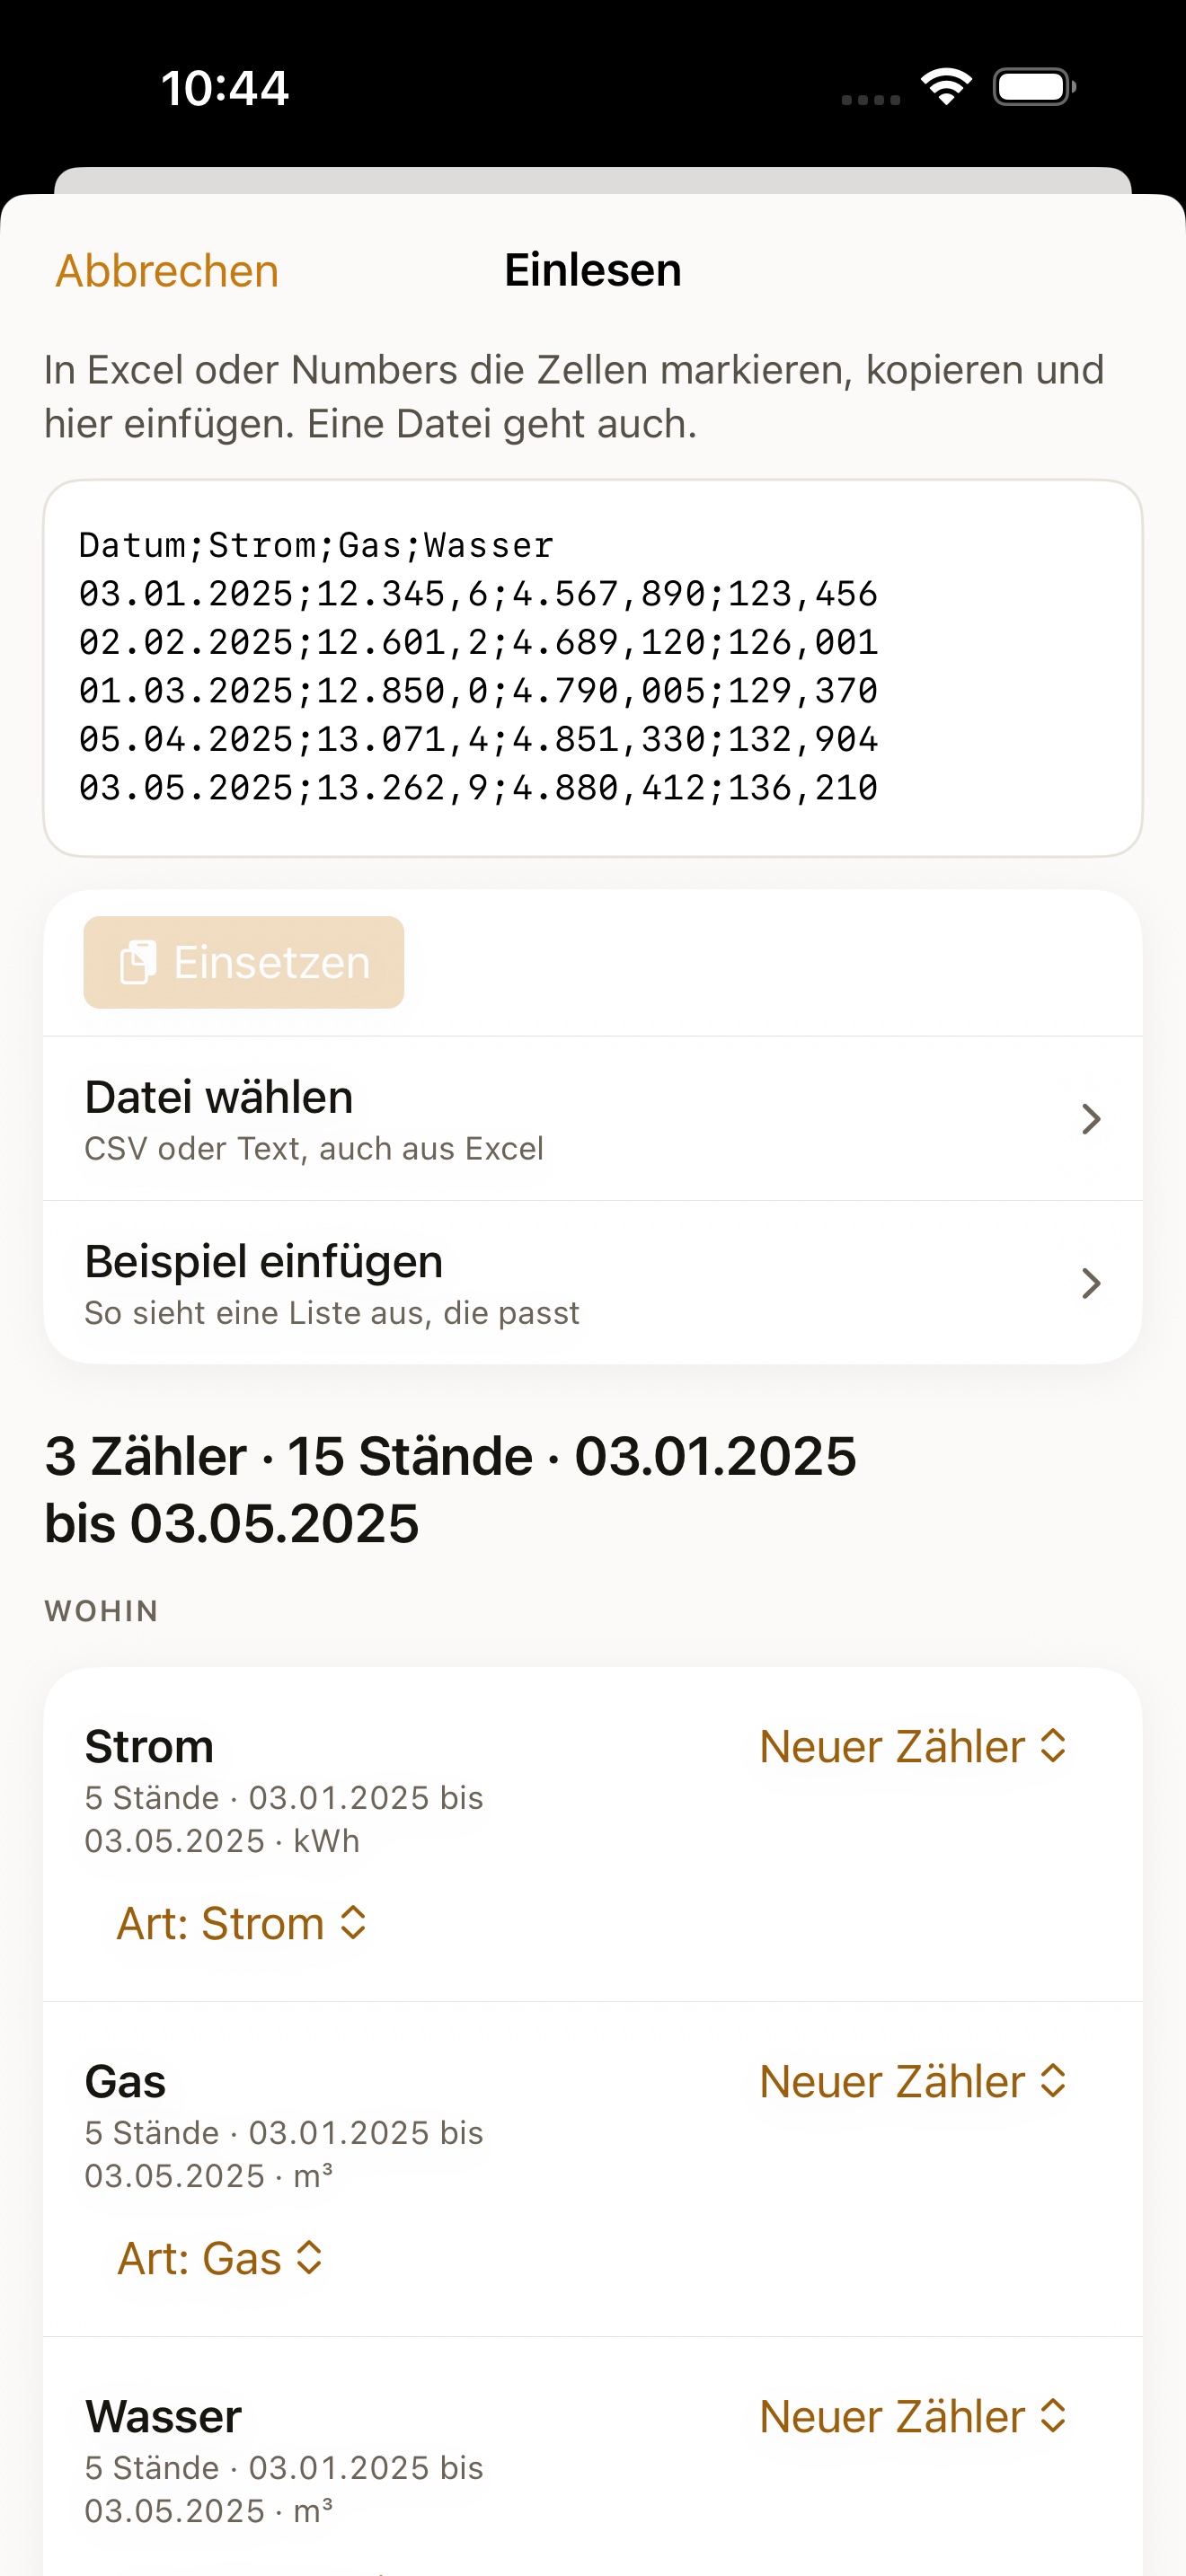 10:44
Abbrechen
Einlesen
In Excel oder Numbers die Zellen markieren, kopieren und
hier einfügen. Eine Datei geht auch.
Datum;Strom;Gas;Wasser
03.01.2025;12.345,6;4.567,890;123,456
02.02.2025;12.601,2;4.689,120;126,001
01.03.2025;12.850,0;4.790,005;129,370
05.04.2025;13.071,4;4.851,330;132,904
03.05.2025;13.262,9;4.880,412;136,210
Einsetzen
Datei wählen
CSV oder Text, auch aus Excel
Beispiel einfügen
So sieht eine Liste aus, die passt
3 Zähler · 15 Stände · 03.01.2025
bis 03.05.2025
WOHIN
Strom
Neuer Zähler
5 Stände · 03.01.2025 bis
03.05.2025 · kWh
Art: Strom
Gas
Neuer Zähler
5 Stände · 03.01.2025 bis
03.05.2025 · m³
Art: Gas
Wasser
Neuer Zähler
5 Stände · 03.01.2025 bis
03.05.2025 · m³